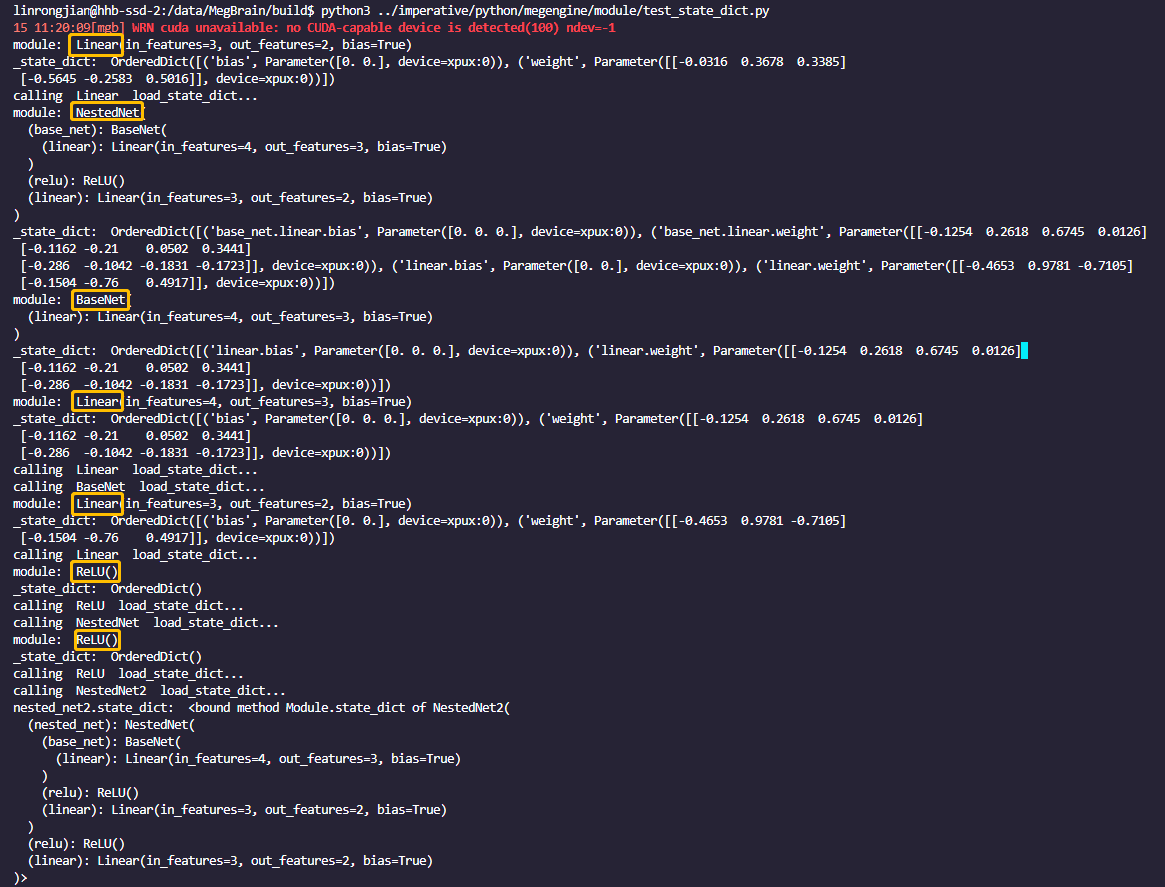 linrongjian@hhb-ssd-2:/data/MegBrain/build$ python3 ../imperative/python/megengine/module/test_state_dict.py
15 11:20:09[mgb] WRN cuda unavailable: no CUDA-capable device is detected(100) ndev=-1
module:  Linear(in_features=3, out_features=2, bias=True)
_state_dict:  OrderedDict([('bias', Parameter([0. 0.], device=xpux:0)), ('weight', Parameter([[-0.0316  0.3678  0.3385]
 [-0.5645 -0.2583  0.5016]], device=xpux:0))])
calling  Linear  load_state_dict...
module:  NestedNet(
  (base_net): BaseNet(
    (linear): Linear(in_features=4, out_features=3, bias=True)
  )
  (relu): ReLU()
  (linear): Linear(in_features=3, out_features=2, bias=True)
)
_state_dict:  OrderedDict([('base_net.linear.bias', Parameter([0. 0. 0.], device=xpux:0)), ('base_net.linear.weight', Parameter([[-0.1254  0.2618  0.6745  0.0126]
 [-0.1162 -0.21    0.0502  0.3441]
 [-0.286  -0.1042 -0.1831 -0.1723]], device=xpux:0)), ('linear.bias', Parameter([0. 0.], device=xpux:0)), ('linear.weight', Parameter([[-0.4653  0.9781 -0.7105]
 [-0.1504 -0.76    0.4917]], device=xpux:0))])
module:  BaseNet(
  (linear): Linear(in_features=4, out_features=3, bias=True)
)
_state_dict:  OrderedDict([('linear.bias', Parameter([0. 0. 0.], device=xpux:0)), ('linear.weight', Parameter([[-0.1254  0.2618  0.6745  0.0126]
 [-0.1162 -0.21    0.0502  0.3441]
 [-0.286  -0.1042 -0.1831 -0.1723]], device=xpux:0))])
module:  Linear(in_features=4, out_features=3, bias=True)
_state_dict:  OrderedDict([('bias', Parameter([0. 0. 0.], device=xpux:0)), ('weight', Parameter([[-0.1254  0.2618  0.6745  0.0126]
 [-0.1162 -0.21    0.0502  0.3441]
 [-0.286  -0.1042 -0.1831 -0.1723]], device=xpux:0))])
calling  Linear  load_state_dict...
calling  BaseNet  load_state_dict...
module:  Linear(in_features=3, out_features=2, bias=True)
_state_dict:  OrderedDict([('bias', Parameter([0. 0.], device=xpux:0)), ('weight', Parameter([[-0.4653  0.9781 -0.7105]
 [-0.1504 -0.76    0.4917]], device=xpux:0))])
calling  Linear  load_state_dict...
module:  ReLU()
_state_dict:  OrderedDict()
calling  ReLU  load_state_dict...
calling  NestedNet  load_state_dict...
module:  ReLU()
_state_dict:  OrderedDict()
calling  ReLU  load_state_dict...
calling  NestedNet2  load_state_dict...
nested_net2.state_dict:  <bound method Module.state_dict of NestedNet2(
  (nested_net): NestedNet(
    (base_net): BaseNet(
      (linear): Linear(in_features=4, out_features=3, bias=True)
    )
    (relu): ReLU()
    (linear): Linear(in_features=3, out_features=2, bias=True)
  )
  (relu): ReLU()
  (linear): Linear(in_features=3, out_features=2, bias=True)
)>